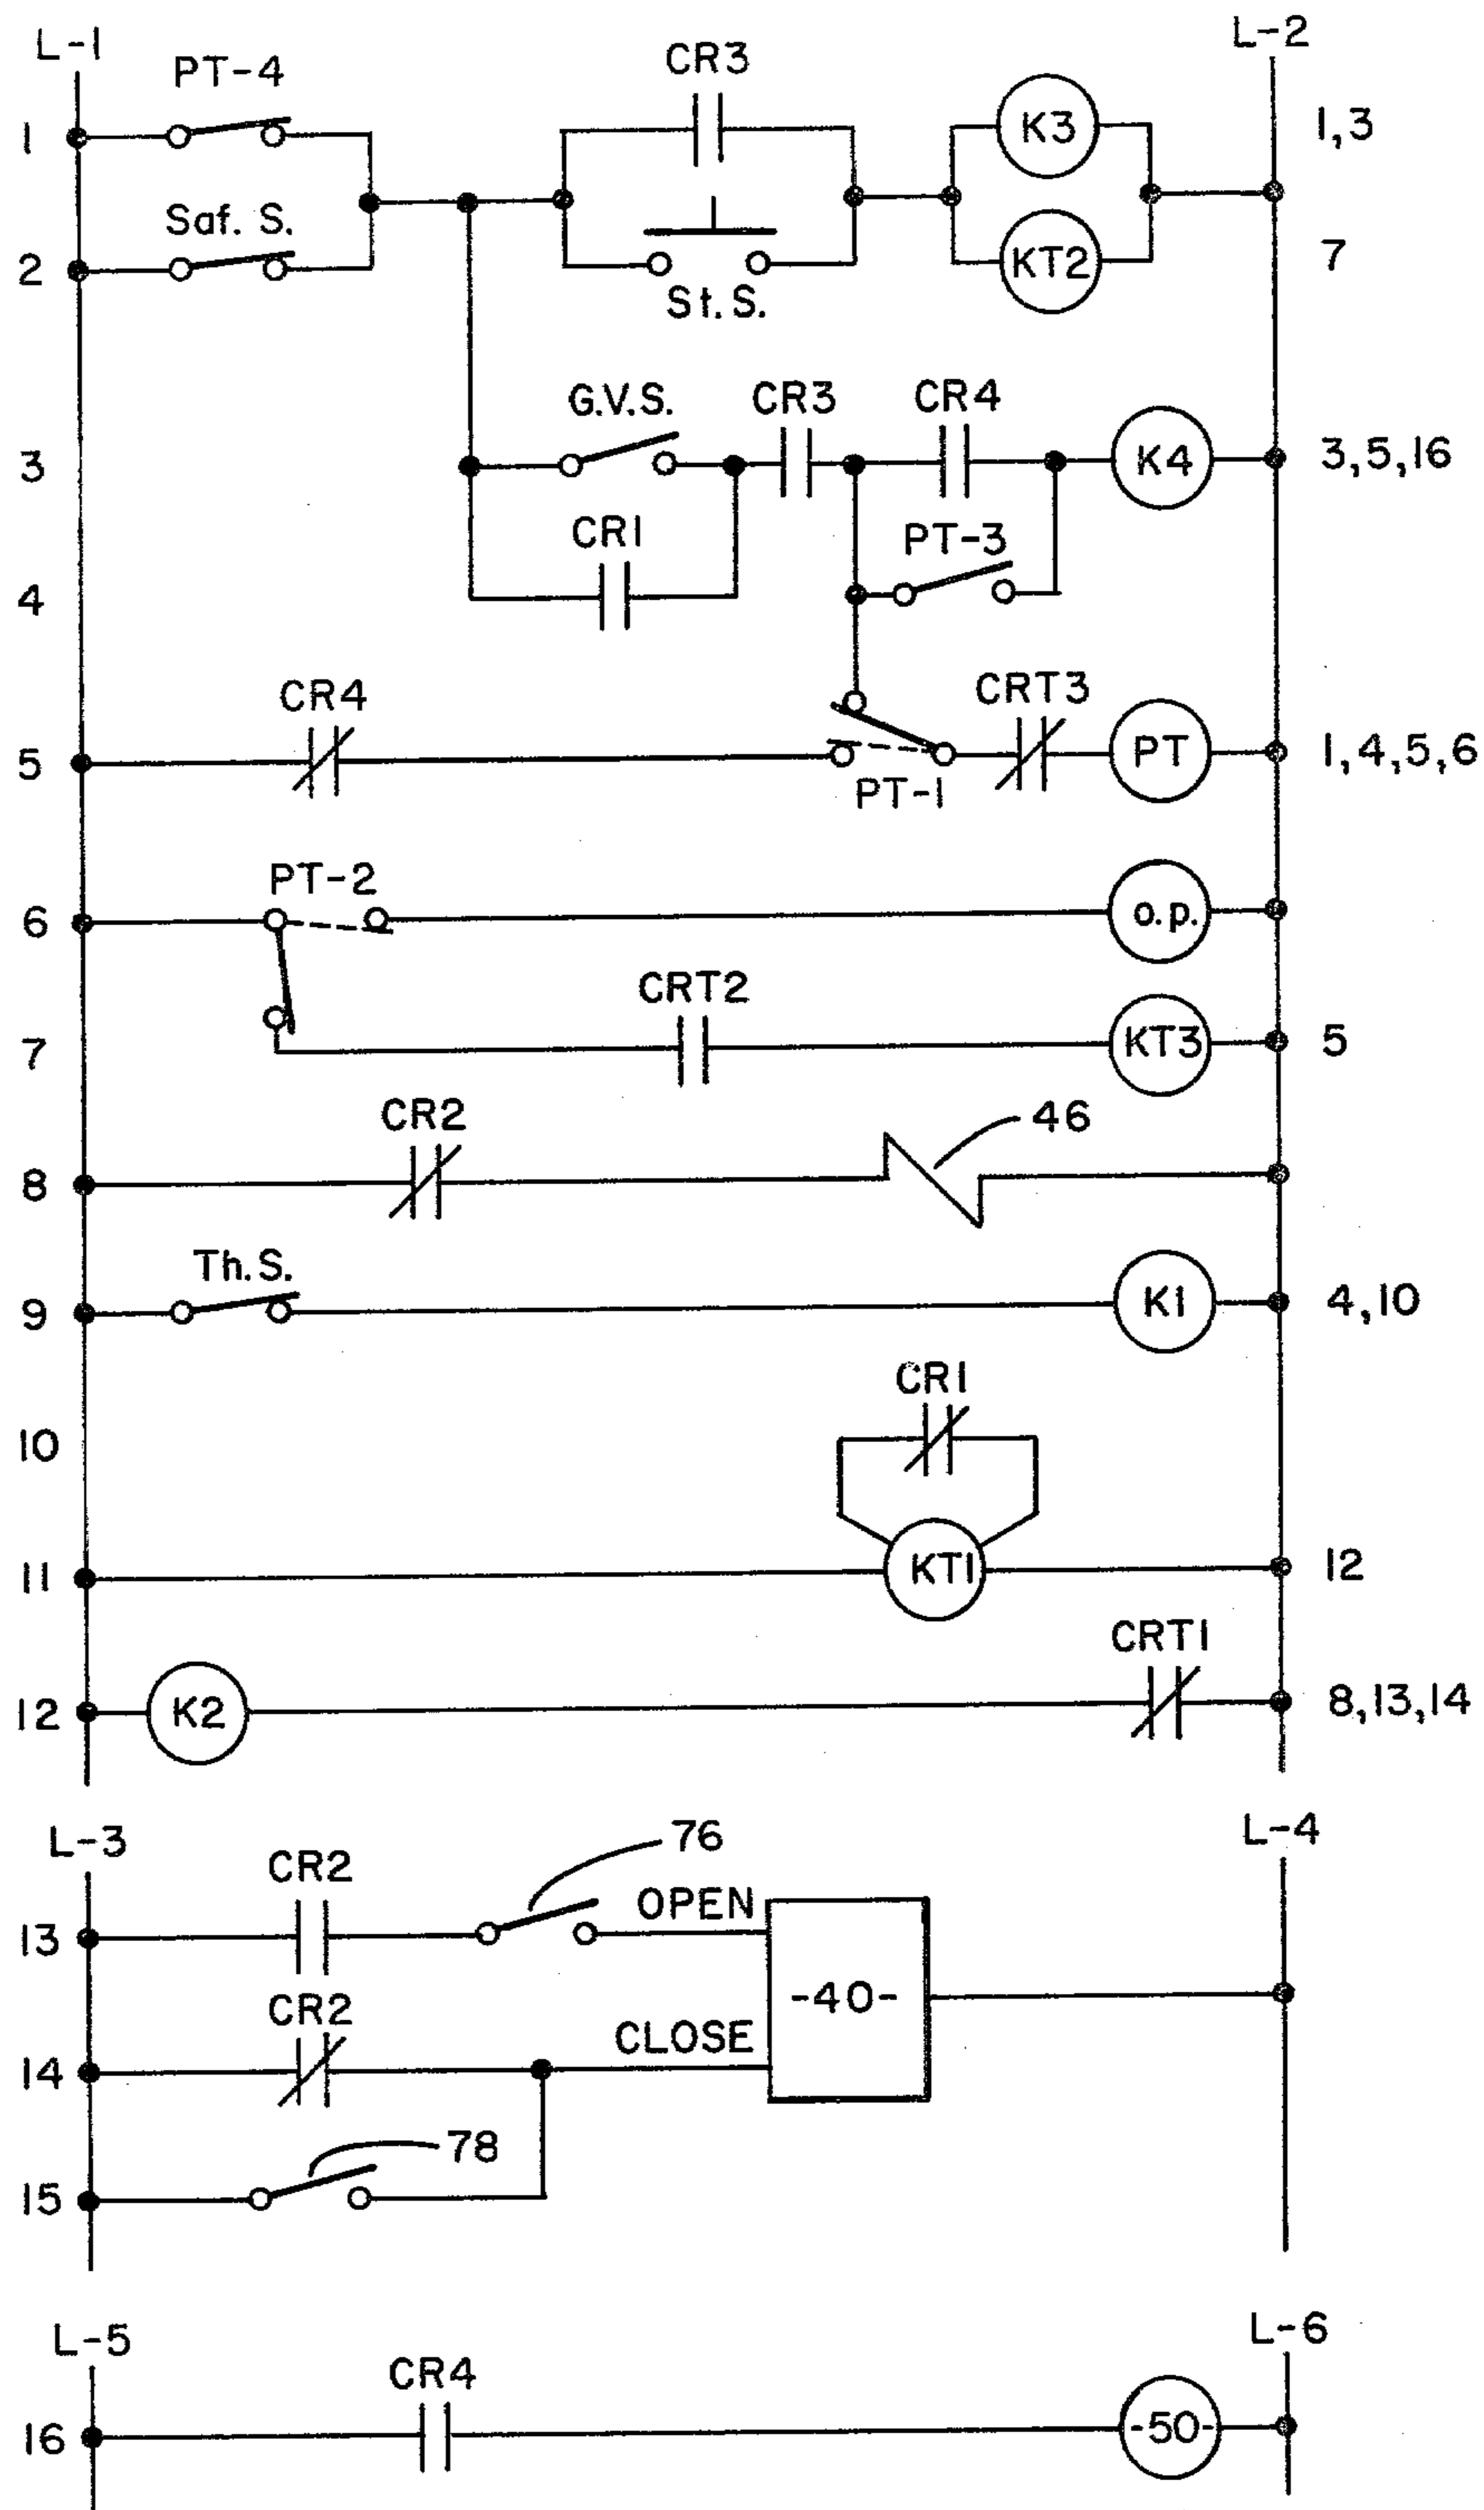 L-1 L-2
PT-4 CR3
1 K3 1,3
Saf. S.
2 St. S. KT2 7
G.V.S. CR3 CR4
3 K4 3,5,16
CR1 PT-3
4
CR4 CRT3
5 PT-1 PT 1,4,5,6
PT-2
6 o.p.
CRT2
7 KT3 5
CR2 46
8
Th. S.
9 K1 4,10
CR1
10
11 KT1 12
CRT1
12 K2 8,13,14
L-3 L-4
CR2 76 OPEN
13
-40-
CR2 CLOSE
14
78
15
L-5 L-6
CR4
16 -50-